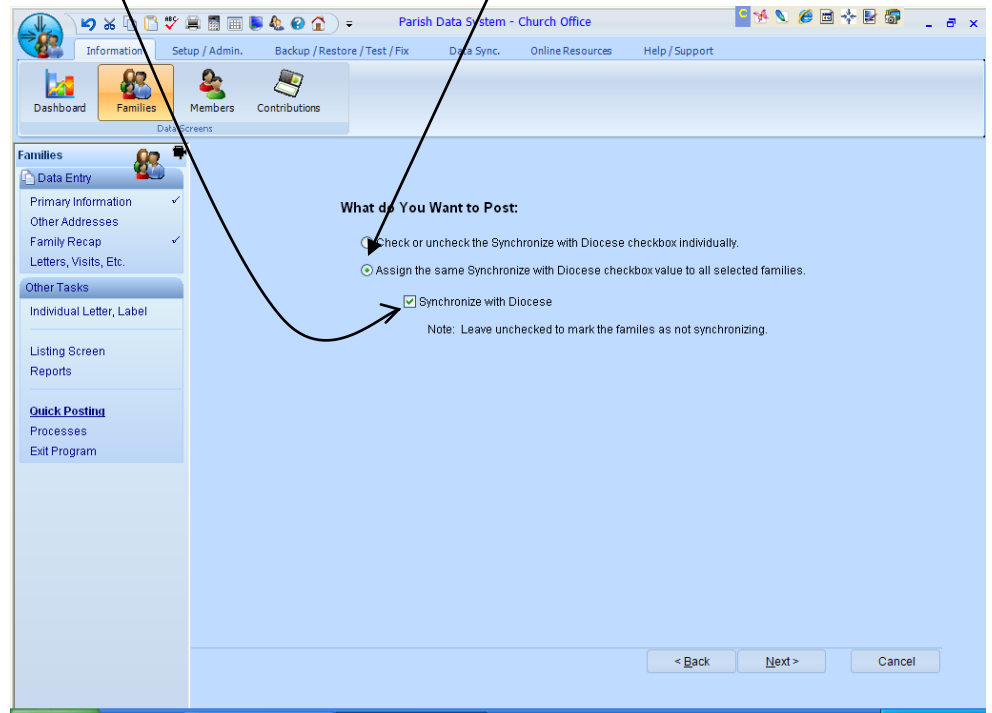 Parish Data System - Church Office
Information Setup / Admin. Backup / Restore / Test / Fix Data Sync. Online Resources Help / Support
Dashboard Families Members Contributions
Data Screens
Families
Data Entry
Primary Information
Other Addresses
Family Recap
Letters, Visits, Etc.
Other Tasks
Individual Letter, Label
Listing Screen
Reports
Quick Posting
Processes
Exit Program
What do You Want to Post:
Check or uncheck the Synchronize with Diocese checkbox individually.
Assign the same Synchronize with Diocese checkbox value to all selected families.
Synchronize with Diocese
Note: Leave unchecked to mark the familes as not synchronizing.
< Back Next > Cancel